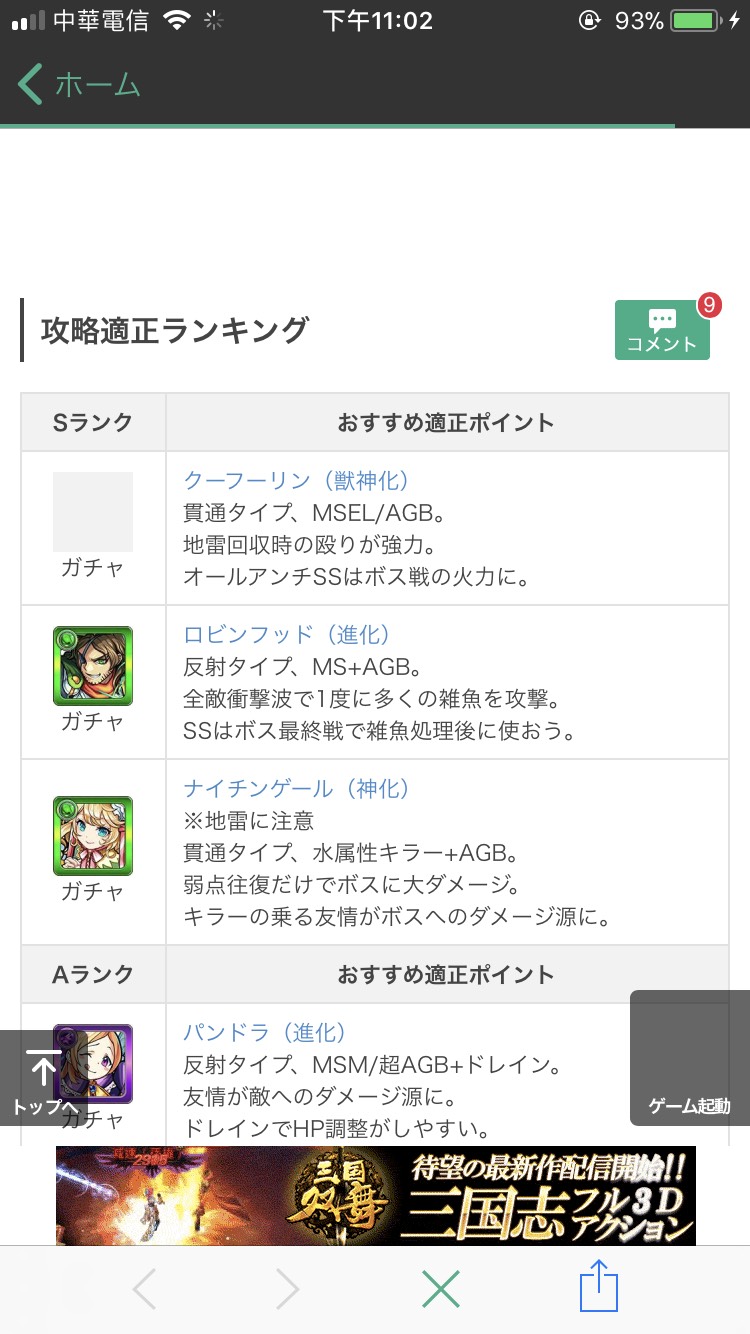 中華電信 下午11:02 93%
ホーム
攻略適正ランキング
9
コメント
Sランク おすすめ適正ポイント
クーフーリン（獣神化）
貫通タイプ、MSEL/AGB。
地雷回収時の殴りが強力。
オールアンチSSはボス戦の火力に。
ガチャ
ロビンフッド（進化）
反射タイプ、MS+AGB。
全敵衝撃波で1度に多くの雑魚を攻撃。
SSはボス最終戦で雑魚処理後に使おう。
ガチャ
ナイチンゲール（神化）
※地雷に注意
貫通タイプ、水属性キラー+AGB。
弱点往復だけでボスに大ダメージ。
キラーの乗る友情がボスへのダメージ源に。
ガチャ
Aランク おすすめ適正ポイント
パンドラ（進化）
反射タイプ、MSM/超AGB+ドレイン。
友情が敵へのダメージ源に。
ドレインでHP調整がしやすい。
ガチャ
トップへ
ゲーム起動
三国双舞
待望の最新作配信開始!!
三国志フル3Dアクション